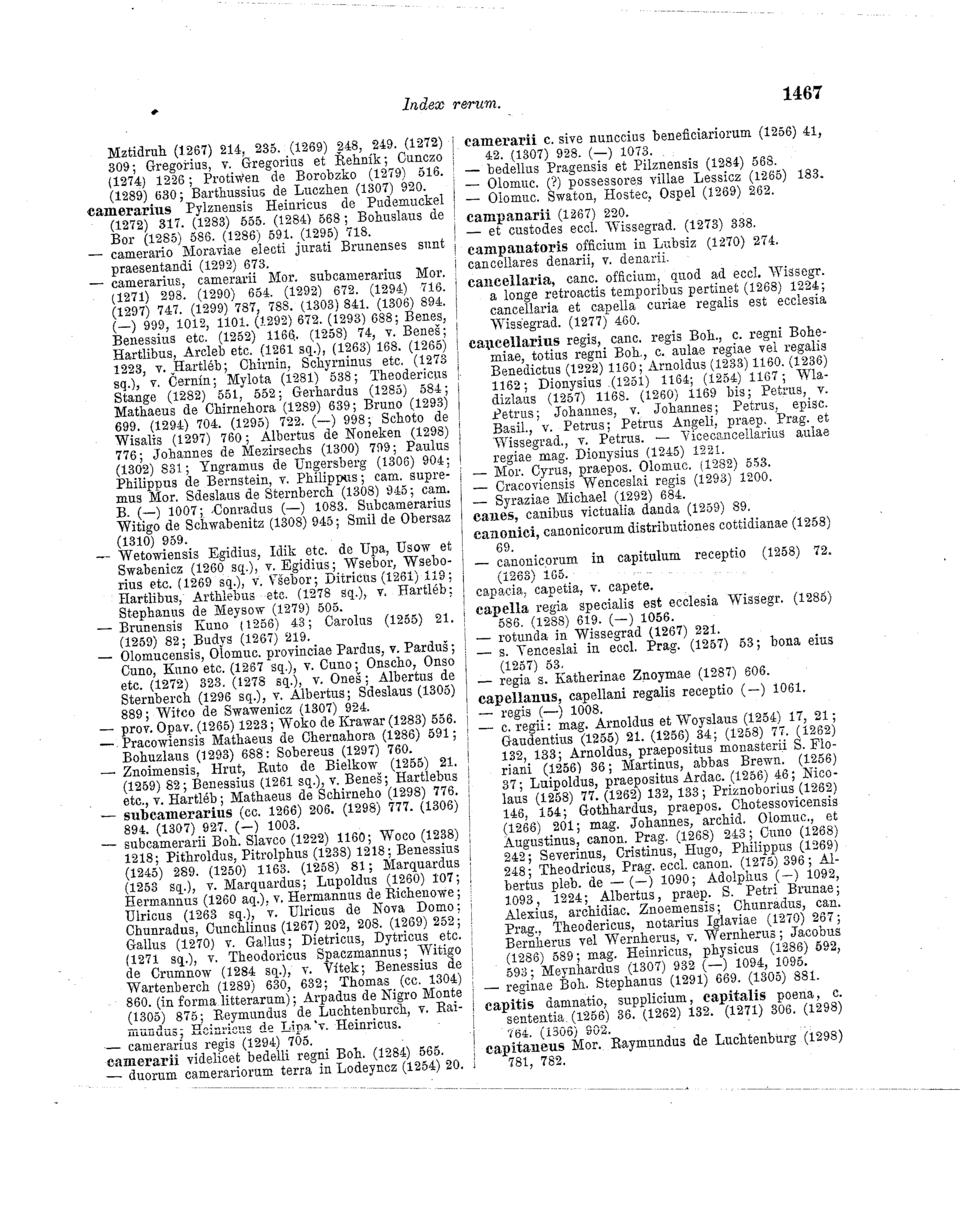 Index rerum.
1467
Mztidruh (1267) 214, 235. (1269) 248, 249. (1272)
309; Gregorius, v. Gregorius et Řehník; Cunczo
(1274) 1226; Protiwen de Borobzko (1279) 516.
(1289) 630; Barthussius de Luczhen (1307) 920.
camerarius Pylznensis Heinricus de Pudemuckel
(1272) 317. (1283) 555. (1284) 568; Bohuslaus de
Bor (1285) 586. (1286) 591. (1295) 718.
— camerario Moraviae electi jurati Brunenses sunt
praesentandi (1292) 673.
— camerarius, camerarii Mor. subcamerarius Mor.
(1271) 298. (1290) 654. (1292) 672. (1294) 716.
(1297) 747. (1299) 787, 788. (1303) 841. (1306) 894.
(—) 999, 1012, 1101. (1292) 672. (1293) 688; Beneš,
Benessius etc. (1252) 1166. (1258) 74, v. Beneš;
Hartlibus, Arcleb etc. (1261 sq.), (1263) 168. (1265)
1223, v. Hartléb; Chirnin, Schyrninus etc. (1273
sq.), v. Černín; Mylota (1281) 538; Theodericus
Stange (1282) 551, 552; Gerhardus (1285) 584;
Mathaeus de Chirnehora (1289) 639; Bruno (1293)
699. (1294) 704. (1295) 722. (—) 998; Schoto de
Wisalis (1297) 760; Albertus de Noneken (1298)
776; Johannes de Mezirsechs (1300) 799; Paulus
(1302) 831; Yngramus de Ungersberg (1306) 904;
Philippus de Bernstein, v. Philippus; cam. supre-
mus Mor. Sdeslaus de Sternberch (1308) 945; cam.
B. (—) 1007; Conradus (—) 1083. Subcamerarius
Witigo de Schwabenitz (1308) 945; Smil de Obersaz
(1310) 959.
— Wetowiensis Egidius, Idik etc. de Upa, Usow et
Swabenicz (1260 sq.), v. Egidius; Wsebor, Wsebo-
rius etc. (1269 sq.), v. Všebor; Ditricus (1261) 119;
Hartlibus, Arthlebus etc. (1278 sq.), v. Hartléb;
Stephanus de Meysow (1279) 505.
— Brunensis Kuno (1256) 43; Carolus (1255) 21.
(1259) 82; Budys (1267) 219.
— Olomucensis, Olomuc. provinciae Pardus, v. Parduš;
Cuno, Kuno etc. (1267 sq.), v. Cuno; Onscho, Onso
etc. (1272) 323. (1278 sq.), v. Oneš; Albertus de
Sternberch (1296 sq.), v. Albertus; Sdeslaus (1305)
889; Witco de Swawenicz (1307) 924.
— prov. Opav. (1265) 1223; Woko de Krawar (1283) 556.
— Pracowiensis Mathaeus de Chernahora (1286) 591;
Bohuzlaus (1293) 688: Sobereus (1297) 760.
— Znoimensis, Hrut, Ruto de Bielkow (1255) 21.
(1259) 82; Benessius (1261 sq.), v. Beneš; Hartlebus
etc., v. Hartléb; Mathaeus de Schirneho (1298) 776.
— subcamerarius (cc. 1266) 206. (1298) 777. (1306)
894. (1307) 927. (—) 1003.
— subcamerarii Boh. Slavco (1222) 1160; Woco (1238)
1218; Pithroldus, Pitrolphus (1238) 1218; Benessius
(1245) 289. (1250) 1163. (1258) 81; Marquardus
(1253 sq.), v. Marquardus; Lupoldus (1260) 107;
Hermannus (1260 aq.), v. Hermannus de Richenowe;
Ulricus (1263 sq.), v. Ulricus de Nova Domo;
Chunradus, Cunchlinus (1267) 202, 208. (1269) 252;
Gallus (1270) v. Gallus; Dietricus, Dytricus etc.
(1271 sq.), v. Theodoricus Spaczmannus; Witigo
de Crumnow (1284 sq.), v. Vítek; Benessius de
Wartenberch (1289) 630, 632; Thomas (cc. 1304)
860. (in forma litterarum); Arpadus de Nigro Monte
(1305) 875; Reymundus de Luchtenburch, v. Rai-
mundus; Heinricus de Lipa v. Heinricus.
— camerarius regis (1294) 705.
camerarii videlicet bedelli regni Boh. (1284) 565.
— duorum camerariorum terra in Lodeyncz (1254) 20.
camerarii c. sive nunccius beneficiariorum (1256) 41,
42. (1307) 928. (—) 1073.
— bedellus Pragensis et Pilznensis (1284) 568.
— Olomuc. (?) possessores villae Lessicz (1265) 183.
— Olomuc. Swaton, Hostec, Ospel (1269) 262.
campanarii (1267) 220.
— et custodes eccl. Wissegrad. (1273) 338.
campanatoris officium in Lubsiz (1270) 274.
cancellares denarii, v. denarii.
cancellaria, canc. officium, quod ad eccl. Wissegr.
a longe retroactis temporibus pertinet (1268) 1224;
cancellaria et capella curiae regalis est ecclesia
Wissegrad. (1277) 460.
cancellarius regis, canc. regis Boh., c. regni Bohe-
miae, totius regni Boh., c. aulae regiae vel regalis
Benedictus (1222) 1160; Arnoldus (1233) 1160. (1236)
1162; Dionysius (1251) 1164; (1254) 1167; Wla-
dizlaus (1257) 1168. (1260) 1169 bis; Petrus, v.
Petrus; Johannes, v. Johannes; Petrus, episc.
Basil., v. Petrus; Petrus Angeli, praep. Prag. et
Wissegrad., v. Petrus. — Vicecancellarius aulae
regiae mag. Dionysius (1245) 1221.
— Mor. Cyrus, praepos. Olomuc. (1282) 553.
— Cracoviensis Wenceslai regis (1293) 1200.
— Syraziae Michael (1292) 684.
canes, canibus victualia danda (1259) 89.
canonici, canonicorum distributiones cottidianae (1258)
69.
— canonicorum in capitulum receptio (1258) 72.
(1263) 165.
capacia, capetia, v. capete.
capella regia specialis est ecclesia Wissegr. (1285)
586. (1288) 619. (—) 1056.
— rotunda in Wissegrad (1267) 221.
— s. Venceslai in eccl. Prag. (1257) 53; bona eius
(1257) 53.
— regia s. Katherinae Znoymae (1287) 606.
capellanus, capellani regalis receptio (—) 1061.
— regis (—) 1008.
— c. regii: mag. Arnoldus et Woyslaus (1254) 17, 21;
Gaudentius (1255) 21. (1256) 34; (1258) 77. (1262)
132, 133; Arnoldus, praepositus monasterii S. Flo-
riani (1256) 36; Martinus, abbas Brewn. (1256)
37; Luipoldus, praepositus Ardac. (1256) 46; Nico-
laus (1258) 77. (1262) 132, 133; Priznoborius (1262)
146, 154; Gothhardus, praepos. Chotessovicensis
(1266) 201; mag. Johannes, archid. Olomuc., et
Augustinus, canon. Prag. (1268) 243; Cuno (1268)
242; Severinus, Cristinus, Hugo, Philippus (1269)
248; Theodricus, Prag. eccl. canon. (1275) 396; Al-
bertus pleb. de — (—) 1090; Adolphus (—) 1092,
1093, 1224; Albertus, praep. S. Petri Brunae;
Alexius, archidiac. Znoemensis; Chunradus, can.
Prag., Theodericus, notarius Iglaviae (1270) 267;
Bernherus vel Wernherus, v. Wernherus; Jacobus
(1286) 589; mag. Heinricus, physicus (1286) 592,
593; Meynhardus (1307) 932 (—) 1094, 1095.
— reginae Boh. Stephanus (1291) 669. (1305) 881.
capitis damnatio, supplicium, capitalis poena, c.
sententia (1256) 36. (1262) 132. (1271) 306. (1298)
764. (1306) 902.
capitaneus Mor. Raymundus de Luchtenburg (1298)
781, 782.